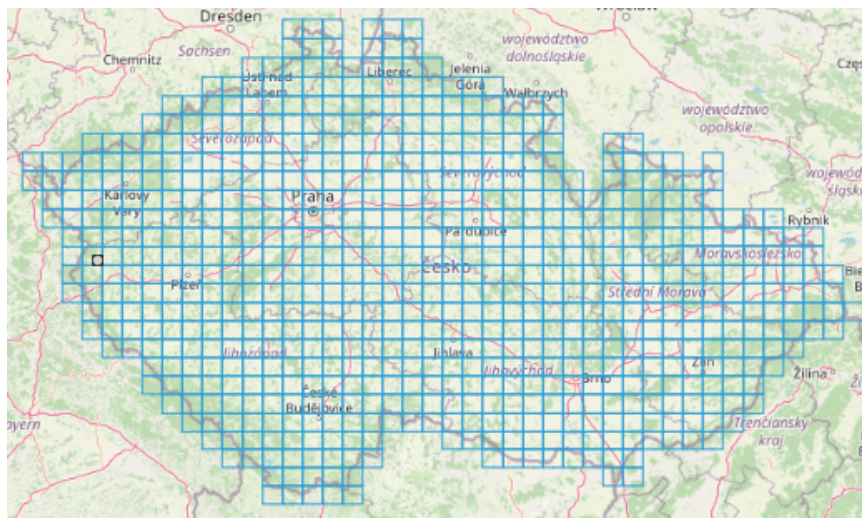 Dresden
Wrocław
Chemnitz
Sachsen
województwo
dolnośląskie
Liberec
Jelenia
Góra
Ústí nad
Labem
Wałbrzych
województwo
opolskie
Severozápad
Severovýchod
Karlovy
Vary
Praha
Pardubice
Rybnik
Moravskoslezsko
Česko
Plzeň
Střední Morava
Jihozápad
Jihlava
Jihovýchod
Brno
Zlín
Žilina
České
Budějovice
Trenčiansky
kraj